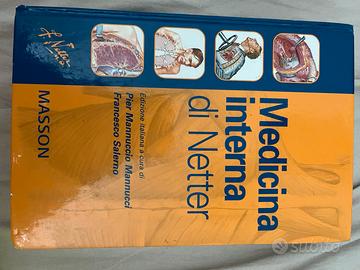 Medicina
interna
di Netter
Edizione italiana a cura di
Pier Mannuccio Mannucci
Francesco Salerno
MASSON
subito